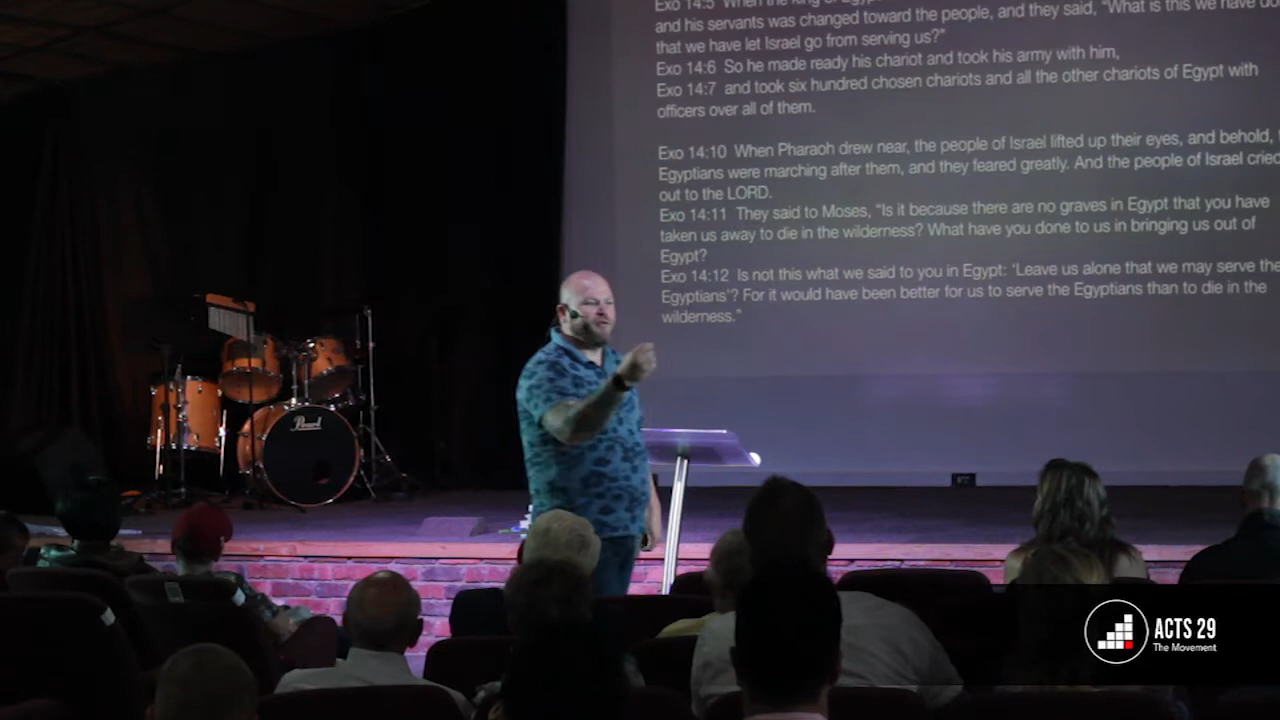 Exo 14:5 When the king of
and his servants was changed toward the people, and they said, “What is this we have
that we have let Israel go from serving us?”
Exo 14:6 So he made ready his chariot and took his army with him,
Exo 14:7 and took six hundred chosen chariots and all the other chariots of Egypt with
officers over all of them.
Exo 14:10 When Pharaoh drew near, the people of Israel lifted up their eyes, and behold,
Egyptians were marching after them, and they feared greatly. And the people of Israel cried
out to the LORD.
Exo 14:11 They said to Moses, “Is it because there are no graves in Egypt that you have
taken us away to die in the wilderness? What have you done to us in bringing us out of
Egypt?
Exo 14:12 Is not this what we said to you in Egypt: ‘Leave us alone that we may serve the
Egyptians’? For it would have been better for us to serve the Egyptians than to die in the
wilderness.”
Pearl
ACTS 29
The Movement